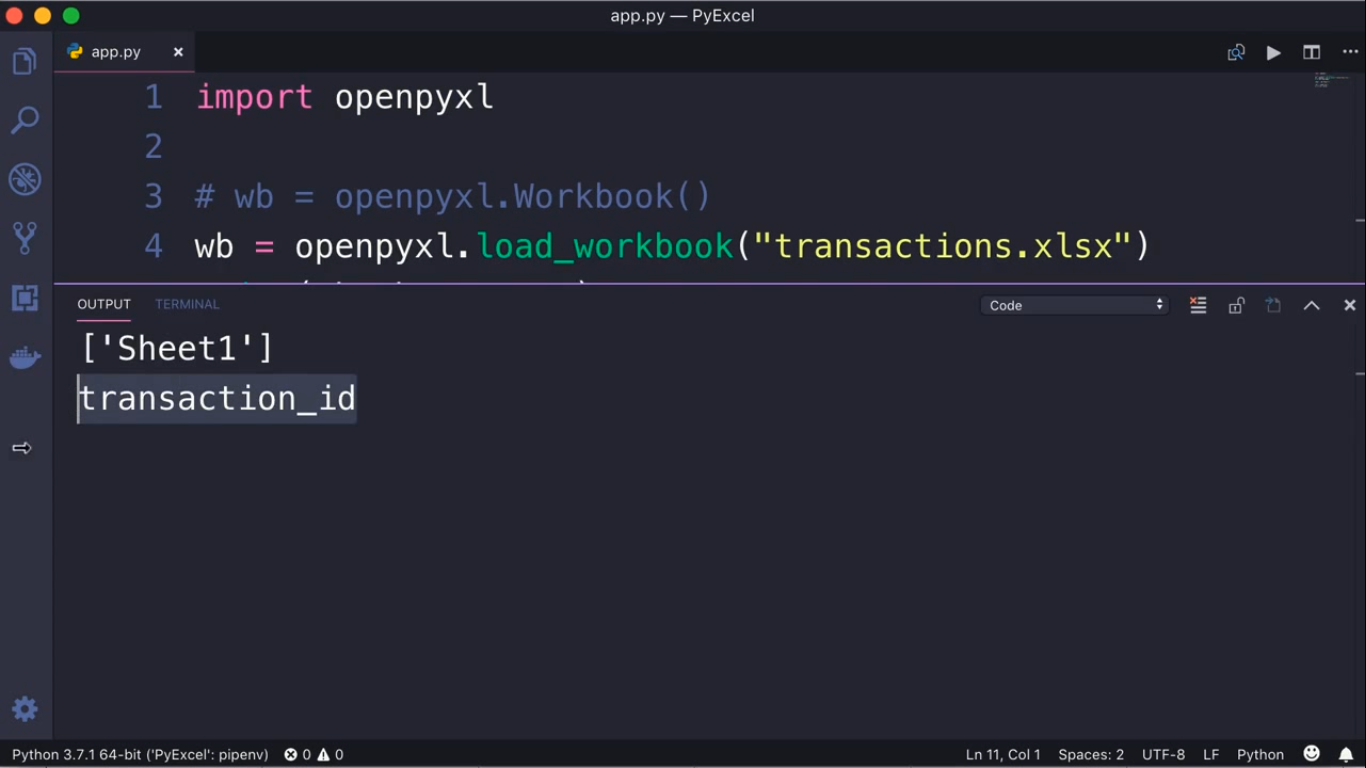 app.py — PyExcel
app.py
1 import openpyxl
2
3 # wb = openpyxl.Workbook()
4 wb = openpyxl.load_workbook("transactions.xlsx")
OUTPUT TERMINAL Code
['Sheet1']
transaction_id
Python 3.7.1 64-bit ('PyExcel': pipenv) 0 0 Ln 11, Col 1 Spaces: 2 UTF-8 LF Python